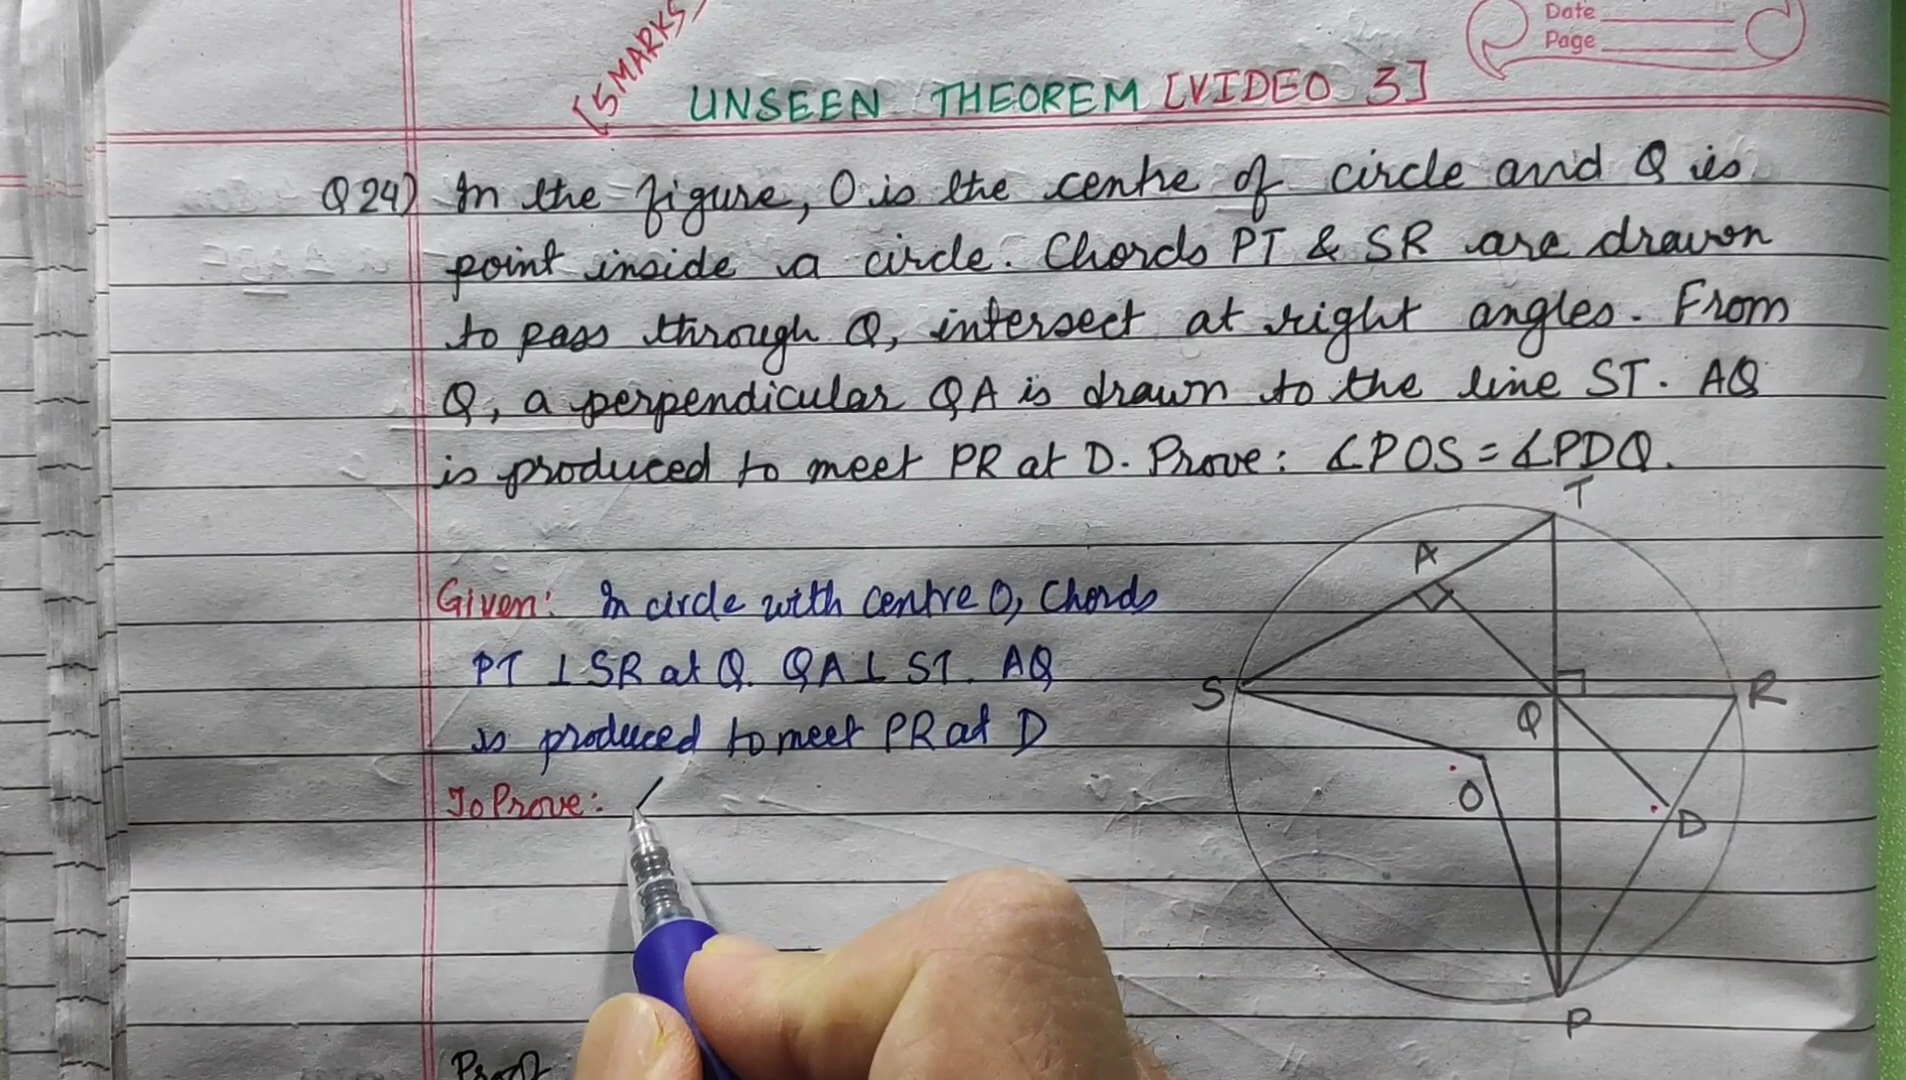 Date
Page
[5MARKS]
UNSEEN THEOREM [VIDEO 3]
Q24) In the figure, O is the centre of circle and Q is
point inside a circle. Chords PT & SR are drawn
to pass through Q, intersect at right angles. From
Q, a perpendicular QA is drawn to the line ST. AQ
is produced to meet PR at D. Prove: ∠POS = ∠PDQ.
Given: In circle with centre O, Chords
PT ⊥ SR at Q. QA ⊥ ST. AQ
is produced to meet PR at D
To Prove:
Proof
T
A
S
R
Q
O
D
P